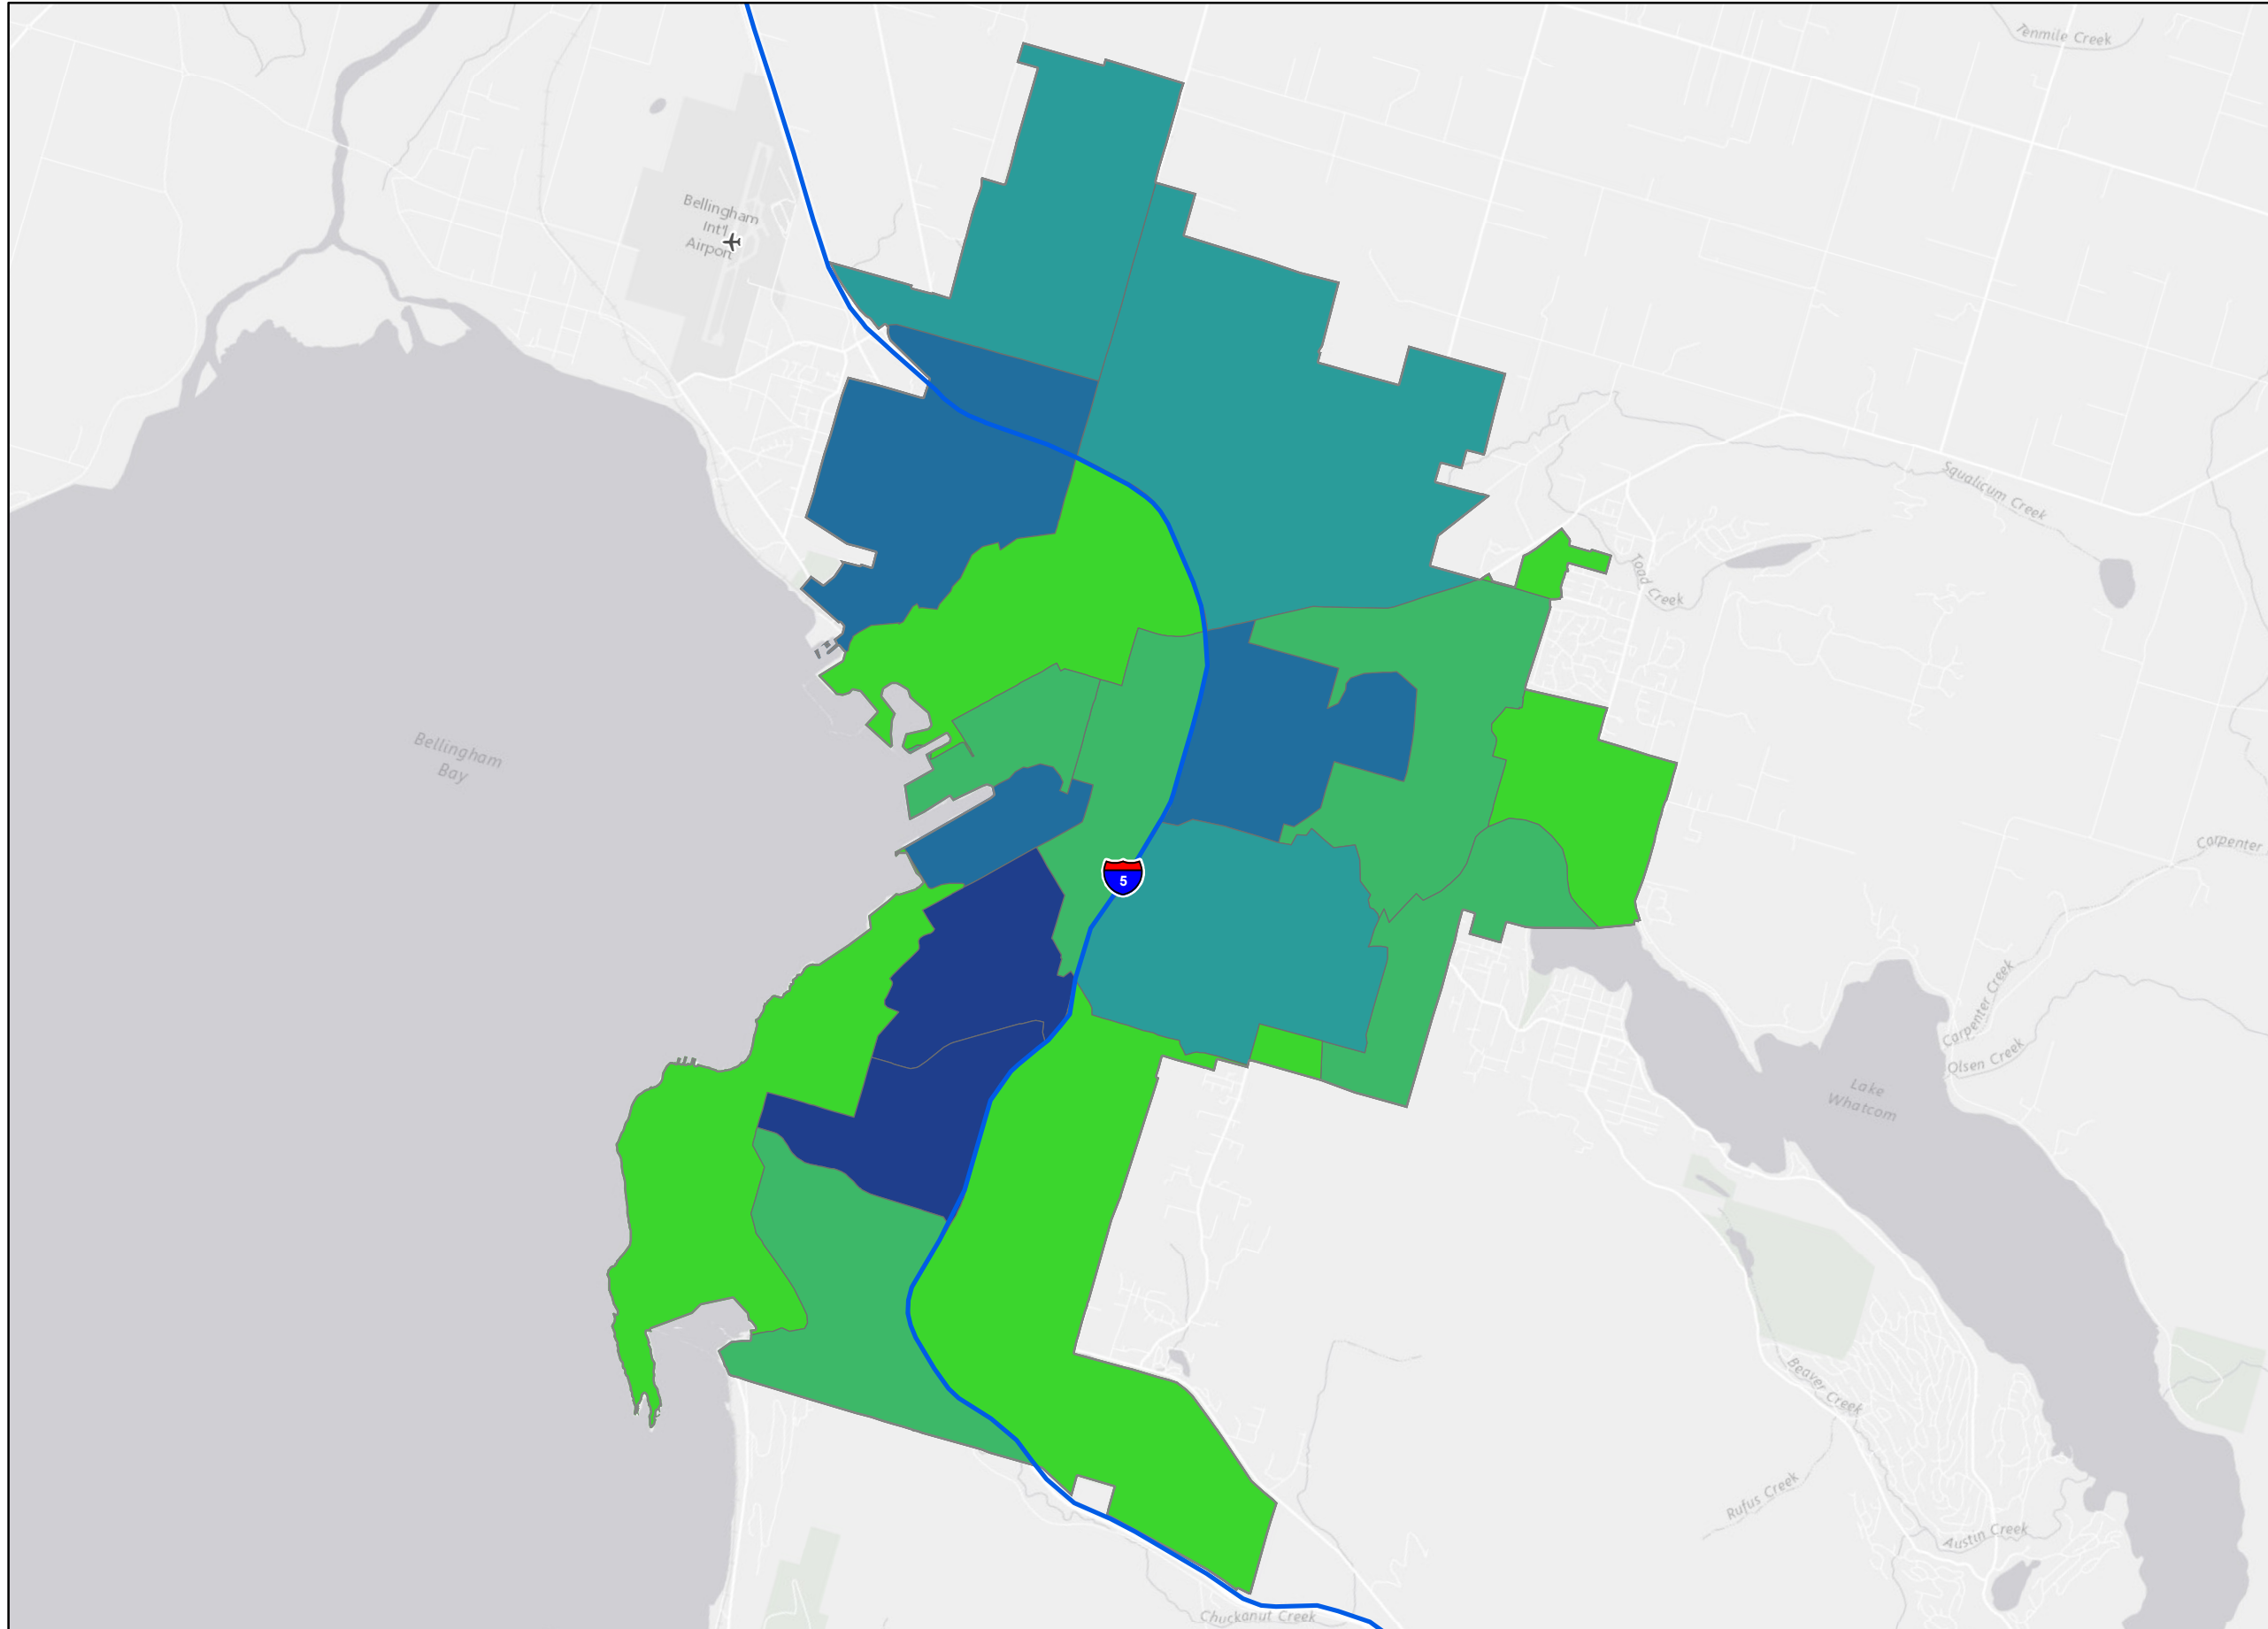 Tenmile Creek
Bellingham
Int'l
Airport
Squalicum Creek
Toad Creek
Bellingham
Bay
Carpenter
5
Carpenter Creek
Olsen Creek
Lake
Whatcom
Beaver Creek
Rufus Creek
Austin Creek
Chuckanut Creek